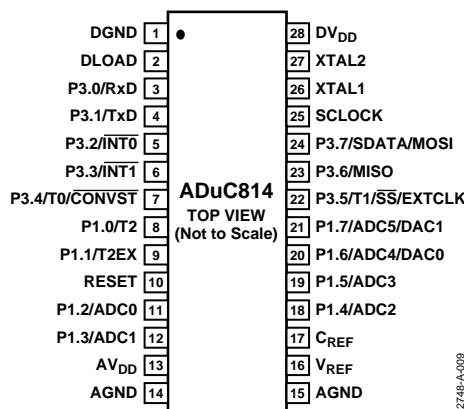 DGND 1 28 DVDD
DLOAD 2 27 XTAL2
P3.0/RxD 3 26 XTAL1
P3.1/TxD 4 25 SCLOCK
P3.2/INT0 5 24 P3.7/SDATA/MOSI
P3.3/INT1 6 23 P3.6/MISO
P3.4/T0/CONVST 7 22 P3.5/T1/SS/EXTCLK
ADuC814
TOP VIEW
(Not to Scale)
P1.0/T2 8 21 P1.7/ADC5/DAC1
P1.1/T2EX 9 20 P1.6/ADC4/DAC0
RESET 10 19 P1.5/ADC3
P1.2/ADC0 11 18 P1.4/ADC2
P1.3/ADC1 12 17 CREF
AVDD 13 16 VREF
AGND 14 15 AGND
2748-A-009